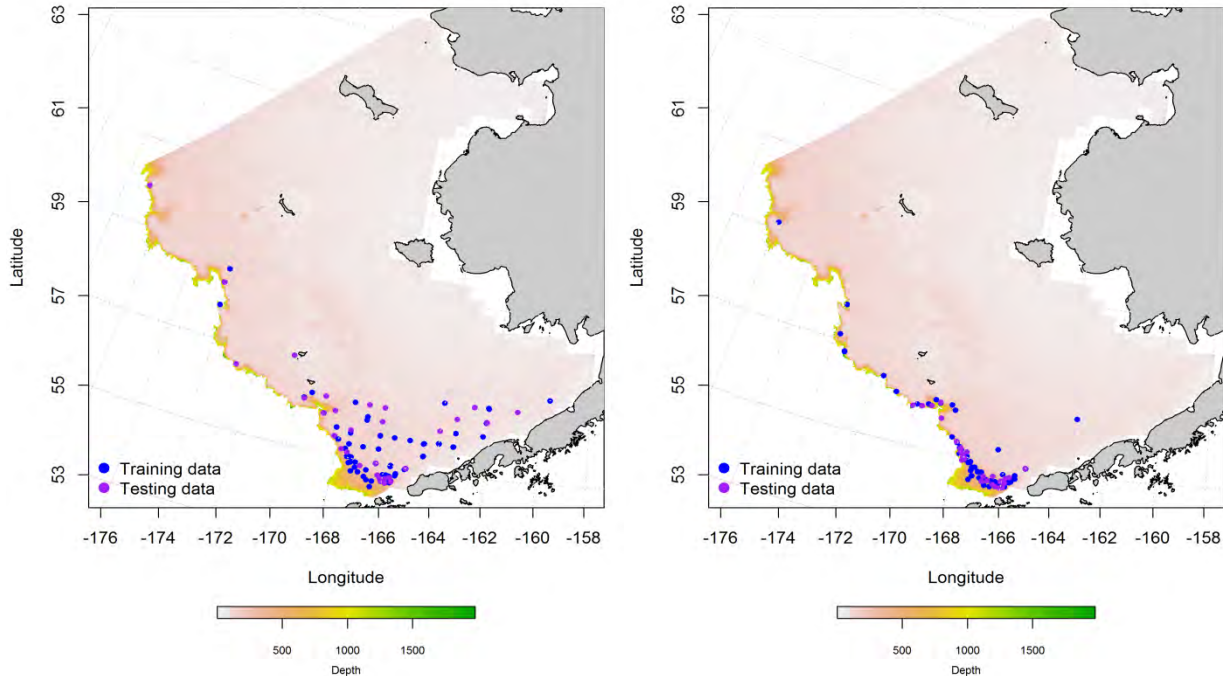 63
61
59
57
55
53
Latitude
Training data
Testing data
-176 -174 -172 -170 -168 -166 -164 -162 -160 -158
Longitude
500 1000 1500
Depth
63
61
59
57
55
53
Latitude
Training data
Testing data
-176 -174 -172 -170 -168 -166 -164 -162 -160 -158
Longitude
500 1000 1500
Depth